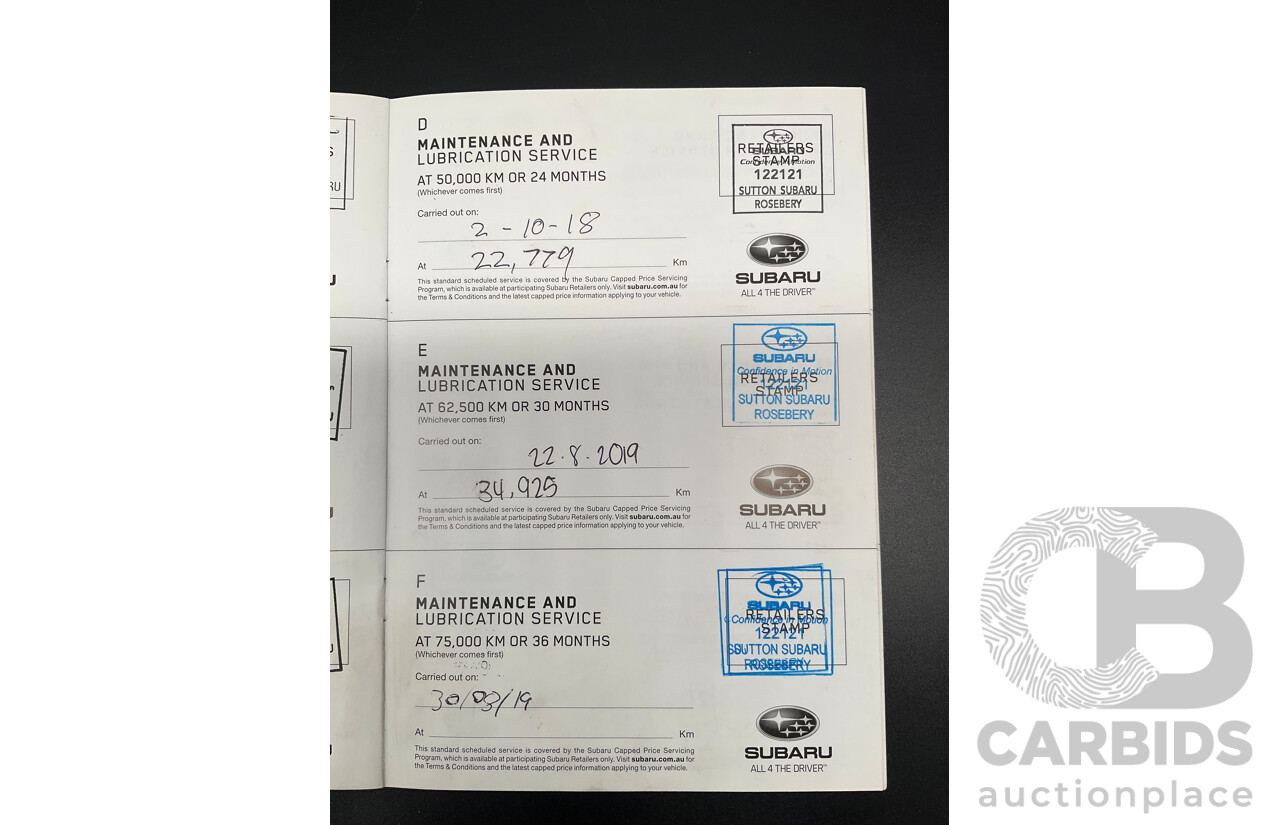 D
MAINTENANCE AND
LUBRICATION SERVICE
AT 50,000 KM OR 24 MONTHS
(Whichever comes first)
Carried out on:
2-10-18
At 22,779 Km
This standard scheduled service is covered by the Subaru Capped Price Servicing
Program, which is available at participating Subaru Retailers only. Visit subaru.com.au for
the Terms & Conditions and the latest capped price information applying to your vehicle.
RETAILERS
STAMP
SUBARU
Confidence in Motion
122121
SUTTON SUBARU
ROSEBERY
SUBARU
ALL 4 THE DRIVER™
E
MAINTENANCE AND
LUBRICATION SERVICE
AT 62,500 KM OR 30 MONTHS
(Whichever comes first)
Carried out on:
22.8.2019
At 34,925 Km
This standard scheduled service is covered by the Subaru Capped Price Servicing
Program, which is available at participating Subaru Retailers only. Visit subaru.com.au for
the Terms & Conditions and the latest capped price information applying to your vehicle.
SUBARU
Confidence in Motion
RETAILERS
STAMP
122121
SUTTON SUBARU
ROSEBERY
SUBARU
ALL 4 THE DRIVER™
F
MAINTENANCE AND
LUBRICATION SERVICE
AT 75,000 KM OR 36 MONTHS
(Whichever comes first)
Carried out on:
At Km
This standard scheduled service is covered by the Subaru Capped Price Servicing
Program, which is available at participating Subaru Retailers only. Visit subaru.com.au for
the Terms & Conditions and the latest capped price information applying to your vehicle.
SUBARU
RETAILERS
Confidence in Motion
STAMP
122121
SUTTON SUBARU
ROSEBERY
SUBARU
ALL 4 THE DRIVER™
CB
CARBIDS
auctionplace